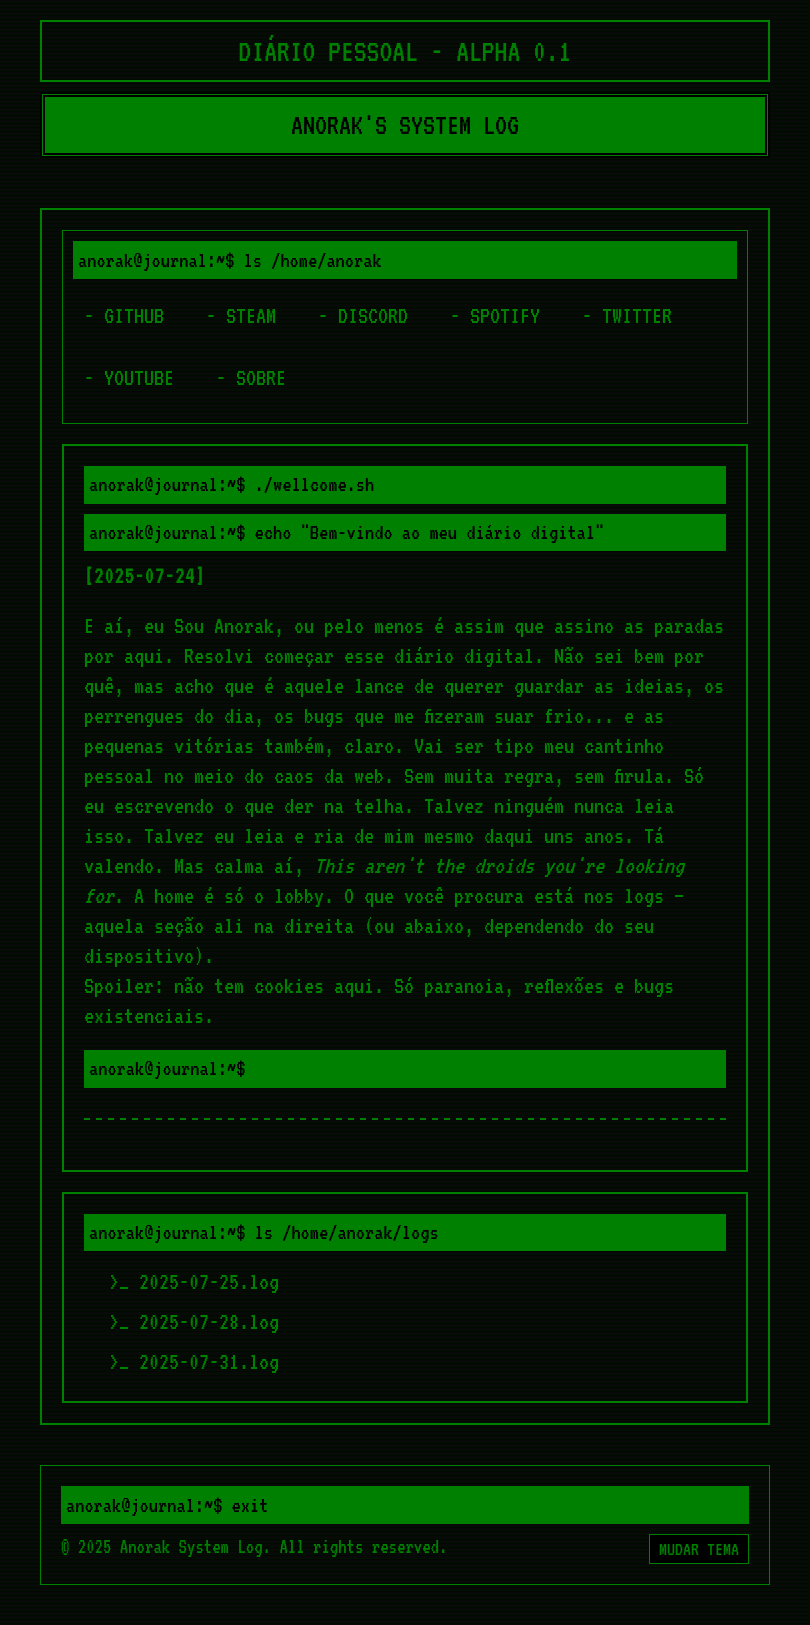 DIÁRIO PESSOAL - ALPHA 0.1
ANORAK'S SYSTEM LOG
anorak@journal:~$ ls /home/anorak
- GITHUB - STEAM - DISCORD - SPOTIFY - TWITTER
- YOUTUBE - SOBRE
anorak@journal:~$ ./wellcome.sh
anorak@journal:~$ echo "Bem-vindo ao meu diário digital"
[2025-07-24]
E aí, eu Sou Anorak, ou pelo menos é assim que assino as paradas
por aqui. Resolvi começar esse diário digital. Não sei bem por
quê, mas acho que é aquele lance de querer guardar as ideias, os
perrengues do dia, os bugs que me fizeram suar frio... e as
pequenas vitórias também, claro. Vai ser tipo meu cantinho
pessoal no meio do caos da web. Sem muita regra, sem firula. Só
eu escrevendo o que der na telha. Talvez ninguém nunca leia
isso. Talvez eu leia e ria de mim mesmo daqui uns anos. Tá
valendo. Mas calma aí, This aren't the droids you're looking
for. A home é só o lobby. O que você procura está nos logs —
aquela seção ali na direita (ou abaixo, dependendo do seu
dispositivo).
Spoiler: não tem cookies aqui. Só paranoia, reflexões e bugs
existenciais.
anorak@journal:~$
anorak@journal:~$ ls /home/anorak/logs
>_ 2025-07-25.log
>_ 2025-07-28.log
>_ 2025-07-31.log
anorak@journal:~$ exit
© 2025 Anorak System Log. All rights reserved. MUDAR TEMA